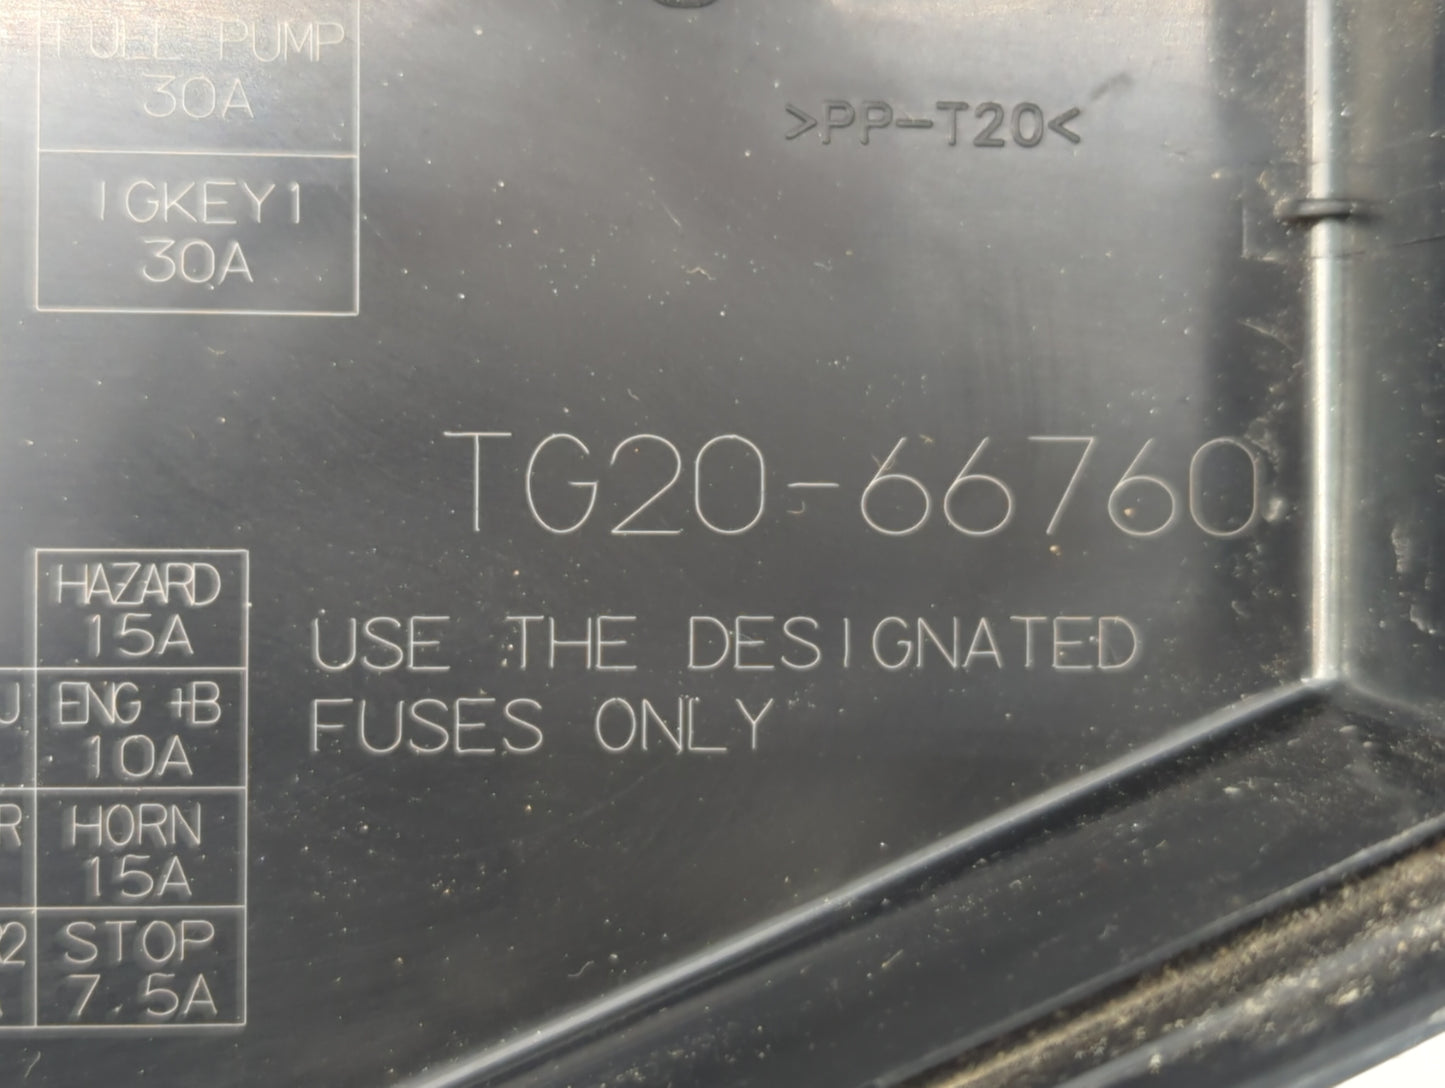 FUEL PUMP
30A
>PP-T20<
IGKEY1
30A
TG20-66760
HAZARD
15A
USE THE DESIGNATED
FUSES ONLY
ENG +B
10A
HORN
15A
STOP
7.5A